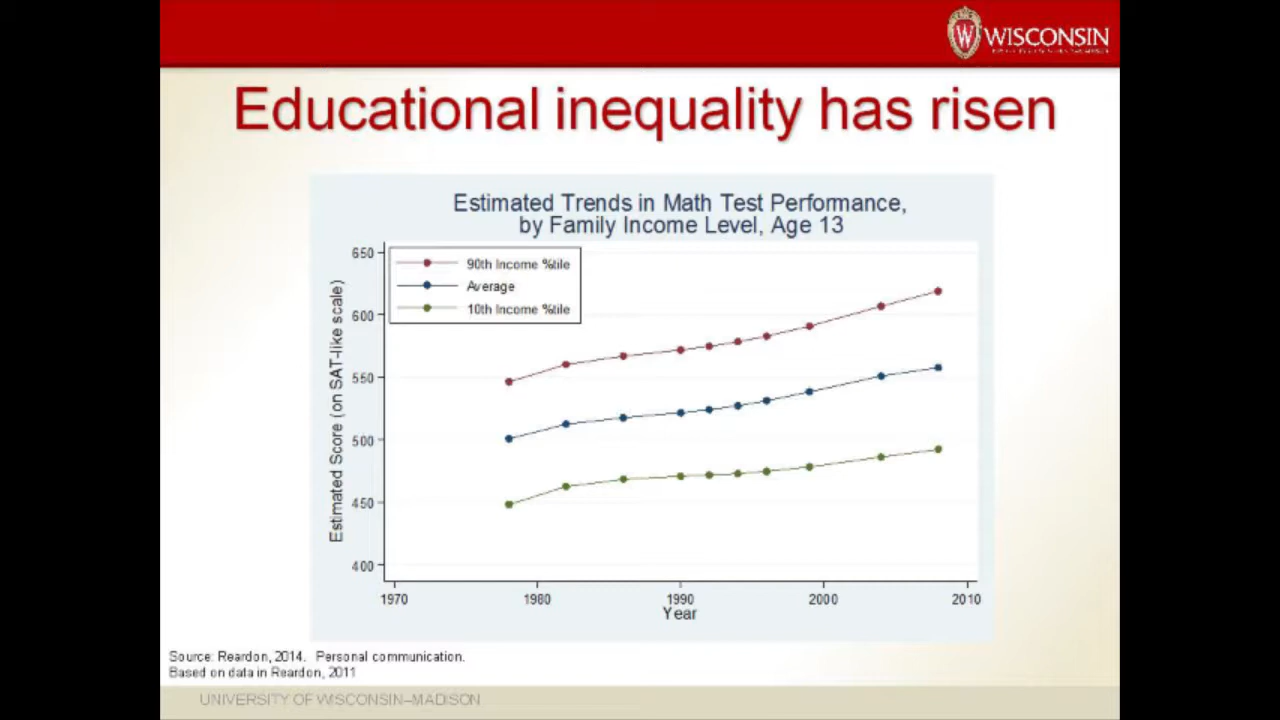 W WISCONSIN
Educational inequality has risen
Estimated Trends in Math Test Performance,
by Family Income Level, Age 13
90th Income %tile
Average
10th Income %tile
Estimated Score (on SAT-like scale)
650
600
550
500
450
400
1970 1980 1990 2000 2010
Year
Source: Reardon, 2014. Personal communication.
Based on data in Reardon, 2011
UNIVERSITY OF WISCONSIN–MADISON